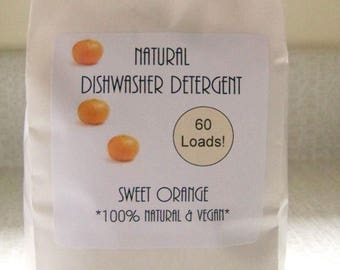 NATURAL
DISHWASHER DETERGENT
60
Loads!
SWEET ORANGE
*100% NATURAL & VEGAN*